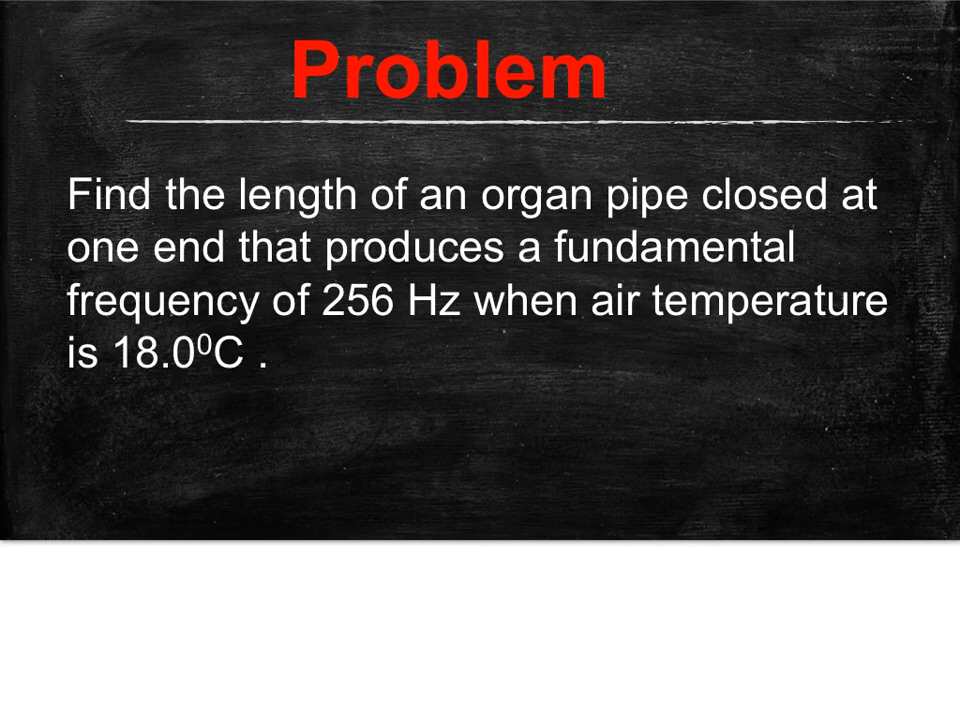 Problem
Find the length of an organ pipe closed at
one end that produces a fundamental
frequency of 256 Hz when air temperature
is 18.0⁰C .